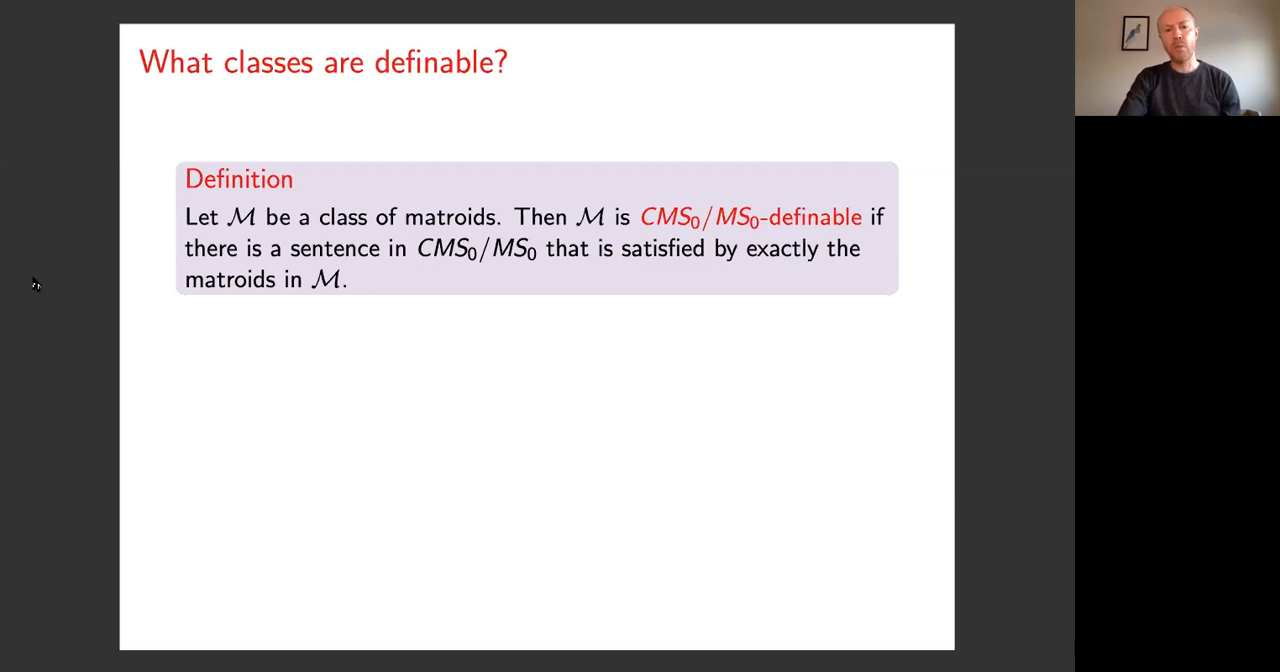 What classes are definable?
Definition
Let ℳ be a class of matroids. Then ℳ is CMS₀/MS₀-definable if
there is a sentence in CMS₀/MS₀ that is satisfied by exactly the
matroids in ℳ.